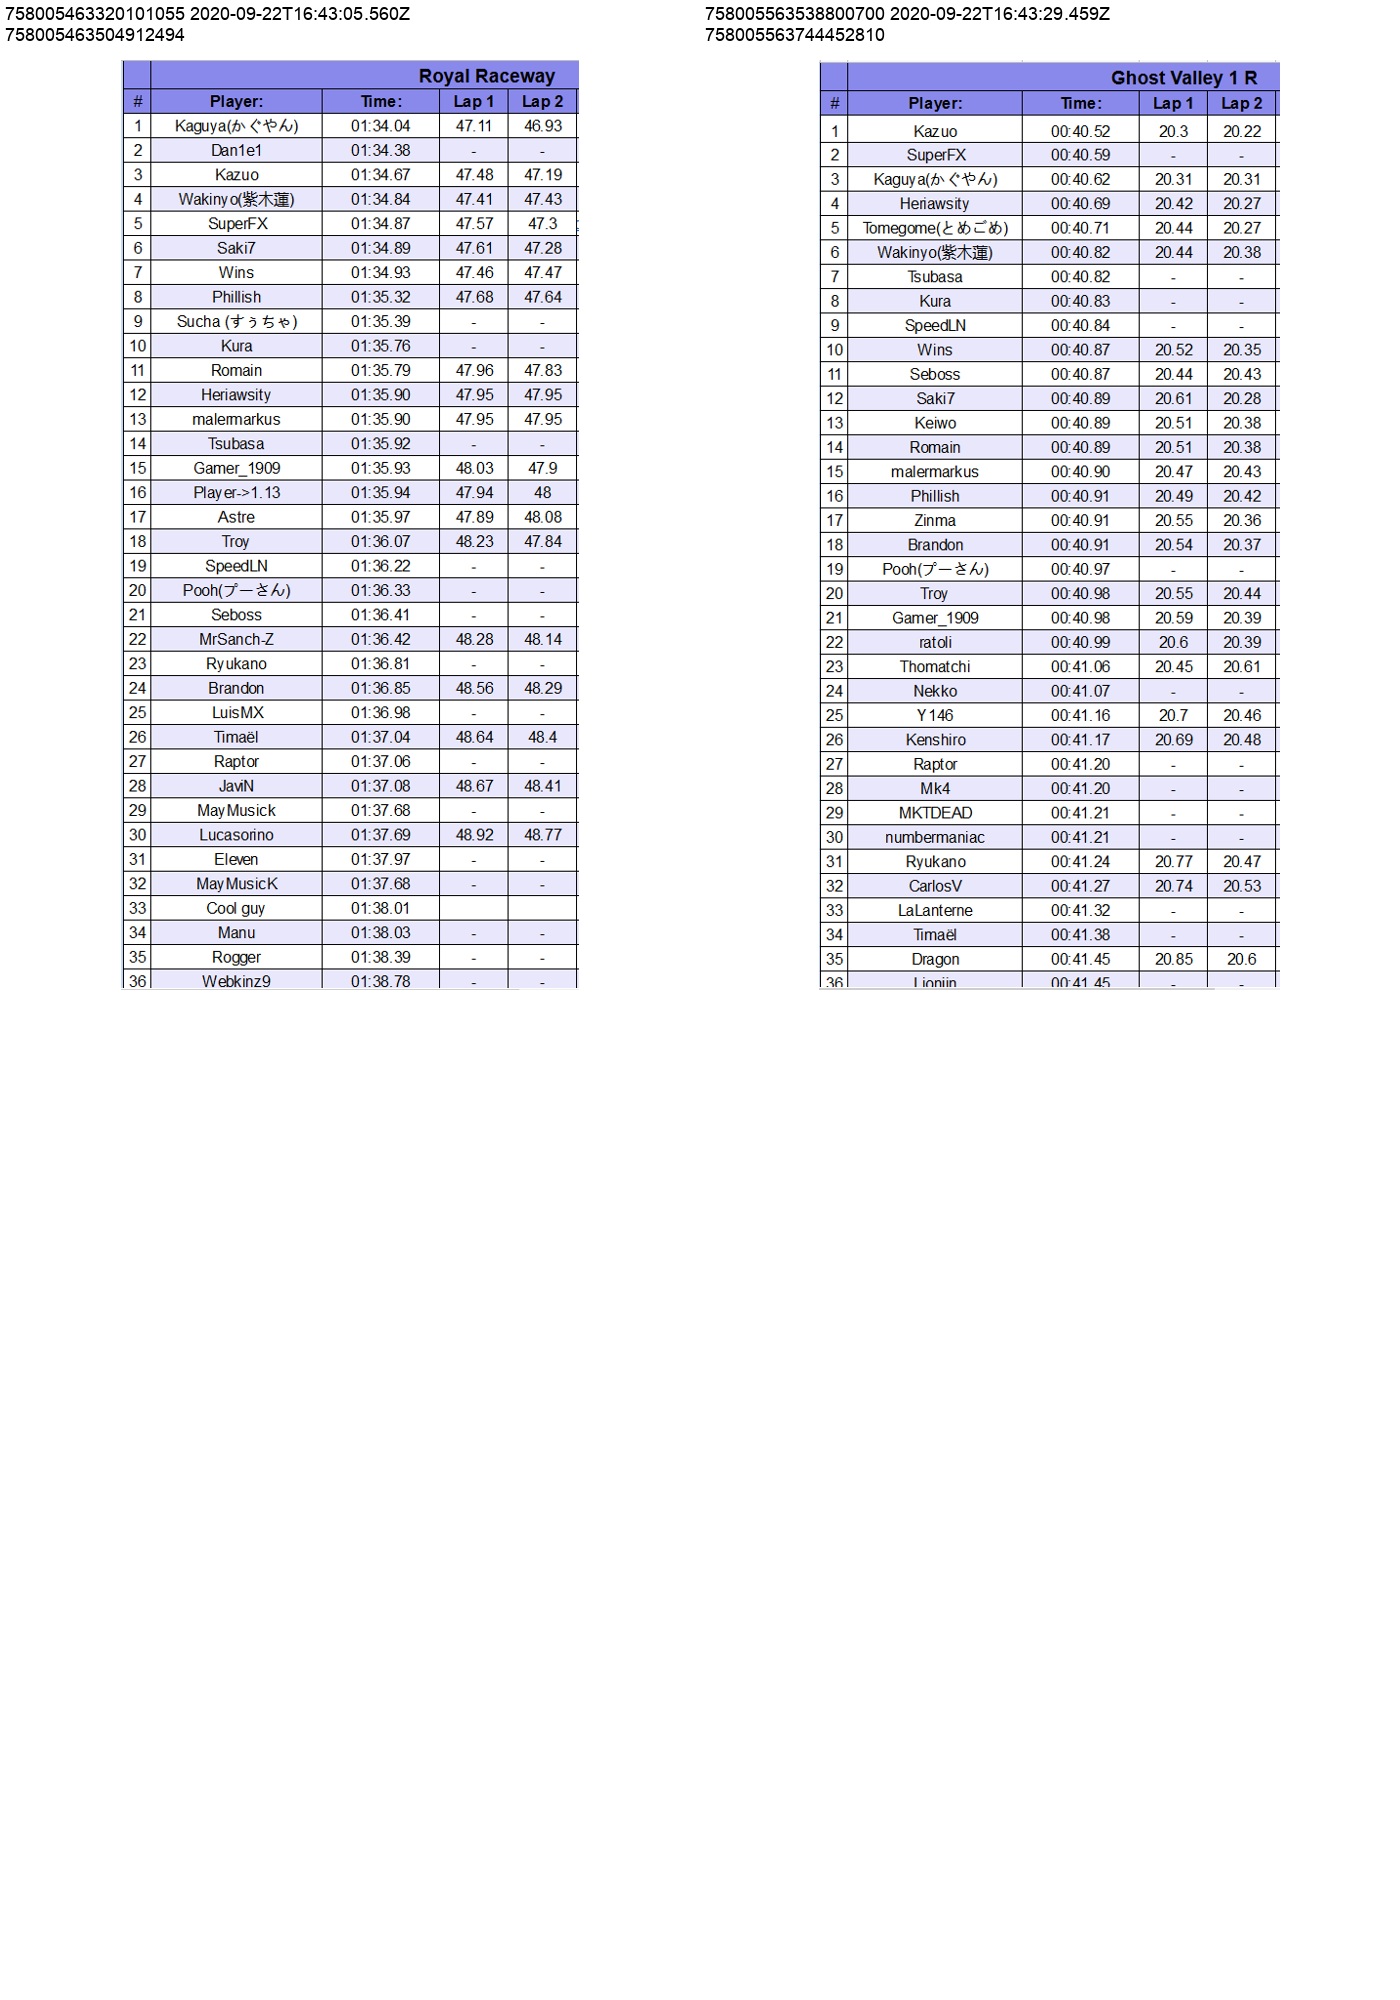 758005463320101055 2020-09-22T16:43:05.560Z
758005463504912494
Royal Raceway
# Player: Time: Lap 1 Lap 2
1 Kaguya(かぐやん) 01:34.04 47.11 46.93
2 Dan1e1 01:34.38 - -
3 Kazuo 01:34.67 47.48 47.19
4 Wakinyo(紫木蓮) 01:34.84 47.41 47.43
5 SuperFX 01:34.87 47.57 47.3
6 Saki7 01:34.89 47.61 47.28
7 Wins 01:34.93 47.46 47.47
8 Phillish 01:35.32 47.68 47.64
9 Sucha (すぅちゃ) 01:35.39 - -
10 Kura 01:35.76 - -
11 Romain 01:35.79 47.96 47.83
12 Heriawsity 01:35.90 47.95 47.95
13 malermarkus 01:35.90 47.95 47.95
14 Tsubasa 01:35.92 - -
15 Gamer_1909 01:35.93 48.03 47.9
16 Player->1.13 01:35.94 47.94 48
17 Astre 01:35.97 47.89 48.08
18 Troy 01:36.07 48.23 47.84
19 SpeedLN 01:36.22 - -
20 Pooh(プーさん) 01:36.33 - -
21 Seboss 01:36.41 - -
22 MrSanch-Z 01:36.42 48.28 48.14
23 Ryukano 01:36.81 - -
24 Brandon 01:36.85 48.56 48.29
25 LuisMX 01:36.98 - -
26 Timaël 01:37.04 48.64 48.4
27 Raptor 01:37.06 - -
28 JaviN 01:37.08 48.67 48.41
29 MayMusick 01:37.68 - -
30 Lucasorino 01:37.69 48.92 48.77
31 Eleven 01:37.97 - -
32 MayMusicK 01:37.68 - -
33 Cool guy 01:38.01
34 Manu 01:38.03 - -
35 Rogger 01:38.39 - -
36 Webkinz9 01:38.78 - -
758005563538800700 2020-09-22T16:43:29.459Z
758005563744452810
Ghost Valley 1 R
# Player: Time: Lap 1 Lap 2
1 Kazuo 00:40.52 20.3 20.22
2 SuperFX 00:40.59 - -
3 Kaguya(かぐやん) 00:40.62 20.31 20.31
4 Heriawsity 00:40.69 20.42 20.27
5 Tomegome(とめごめ) 00:40.71 20.44 20.27
6 Wakinyo(紫木蓮) 00:40.82 20.44 20.38
7 Tsubasa 00:40.82 - -
8 Kura 00:40.83 - -
9 SpeedLN 00:40.84 - -
10 Wins 00:40.87 20.52 20.35
11 Seboss 00:40.87 20.44 20.43
12 Saki7 00:40.89 20.61 20.28
13 Keiwo 00:40.89 20.51 20.38
14 Romain 00:40.89 20.51 20.38
15 malermarkus 00:40.90 20.47 20.43
16 Phillish 00:40.91 20.49 20.42
17 Zinma 00:40.91 20.55 20.36
18 Brandon 00:40.91 20.54 20.37
19 Pooh(プーさん) 00:40.97 - -
20 Troy 00:40.98 20.55 20.44
21 Gamer_1909 00:40.98 20.59 20.39
22 ratoli 00:40.99 20.6 20.39
23 Thomatchi 00:41.06 20.45 20.61
24 Nekko 00:41.07 - -
25 Y146 00:41.16 20.7 20.46
26 Kenshiro 00:41.17 20.69 20.48
27 Raptor 00:41.20 - -
28 Mk4 00:41.20 - -
29 MKTDEAD 00:41.21 - -
30 numbermaniac 00:41.21 - -
31 Ryukano 00:41.24 20.77 20.47
32 CarlosV 00:41.27 20.74 20.53
33 LaLanterne 00:41.32 - -
34 Timaël 00:41.38 - -
35 Dragon 00:41.45 20.85 20.6
36 00:41.45 - -